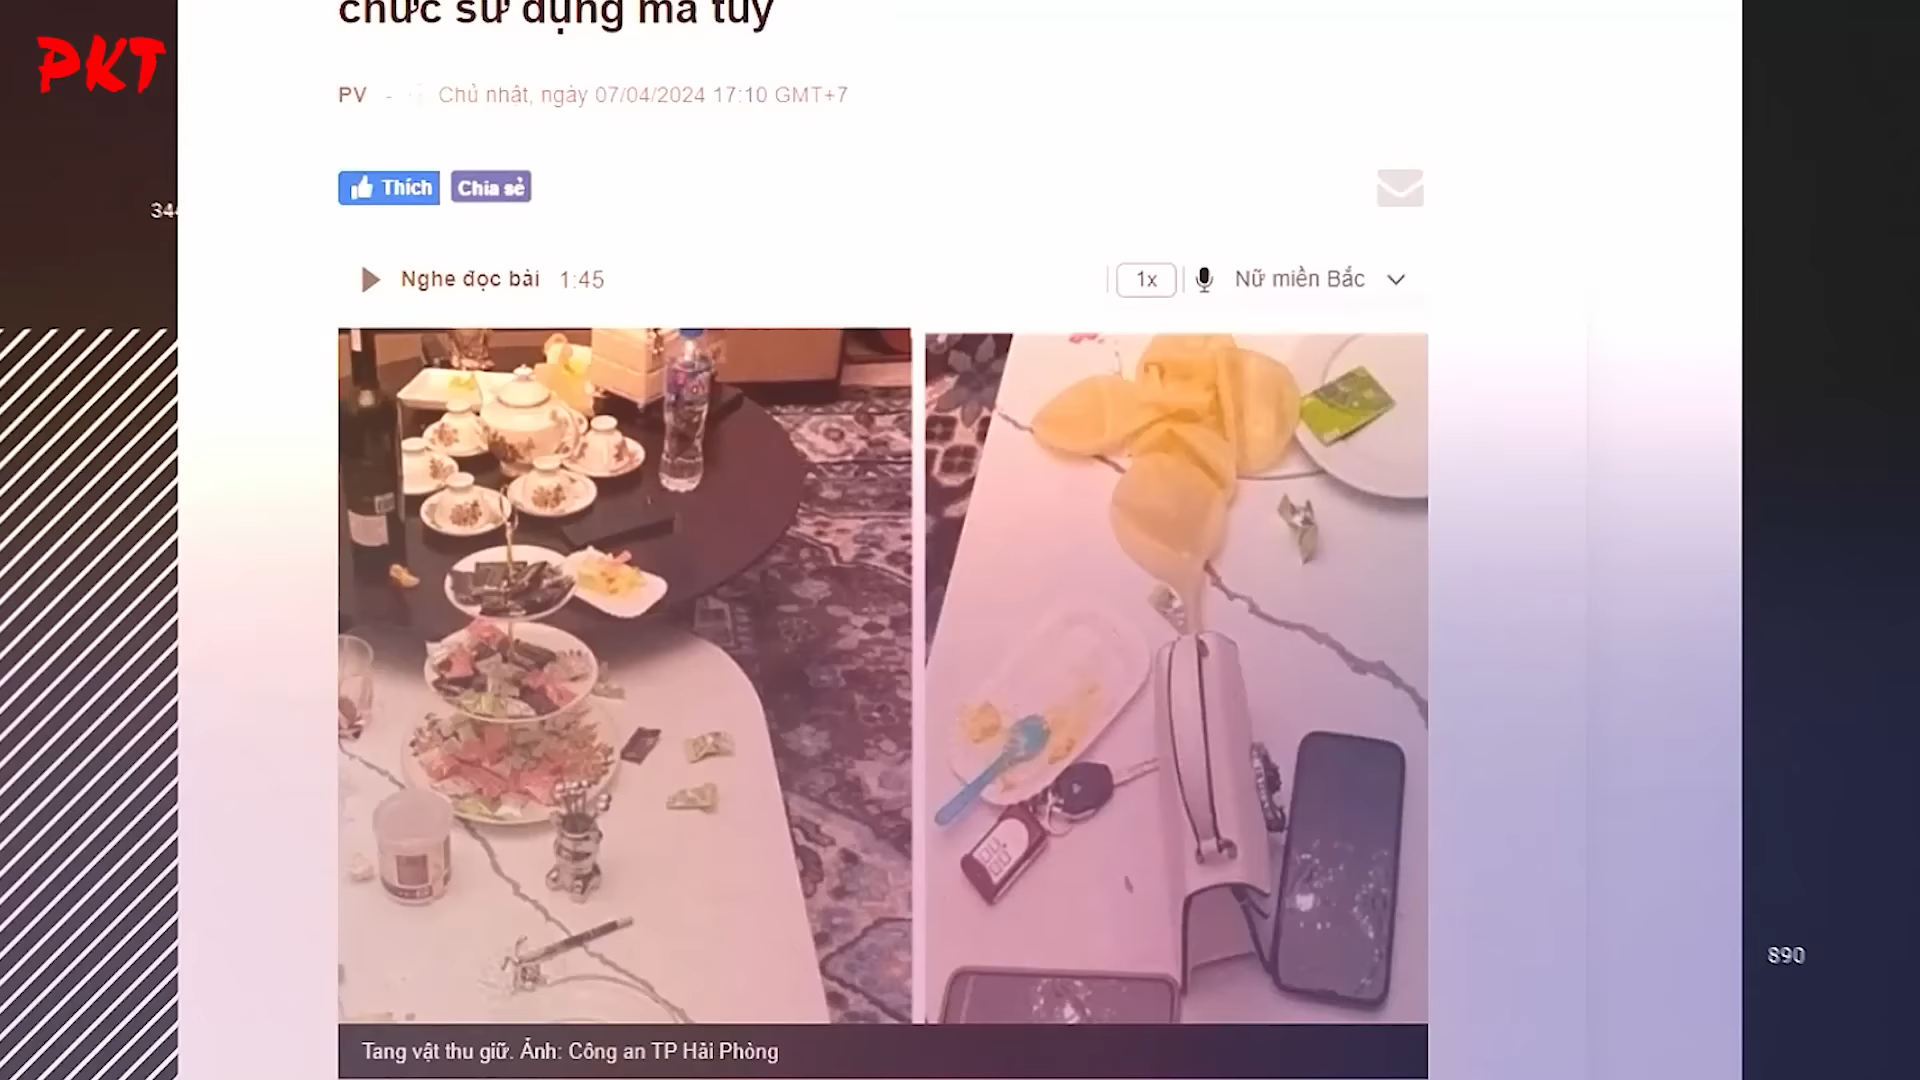 chức sử dụng ma túy
PKT
PV - Chủ nhật, ngày 07/04/2024 17:10 GMT+7
Thích Chia sẻ
344
Nghe đọc bài 1:45 1x Nữ miền Bắc
890
Tang vật thu giữ. Ảnh: Công an TP Hải Phòng